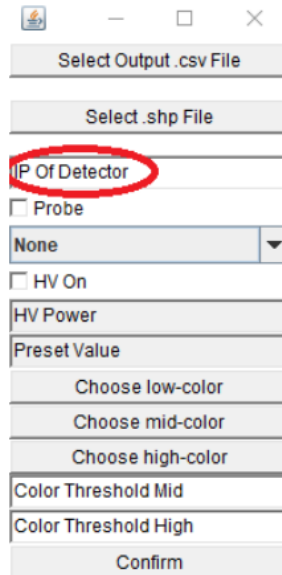 Select Output .csv File
Select .shp File
IP Of Detector
Probe
None
HV On
HV Power
Preset Value
Choose low-color
Choose mid-color
Choose high-color
Color Threshold Mid
Color Threshold High
Confirm